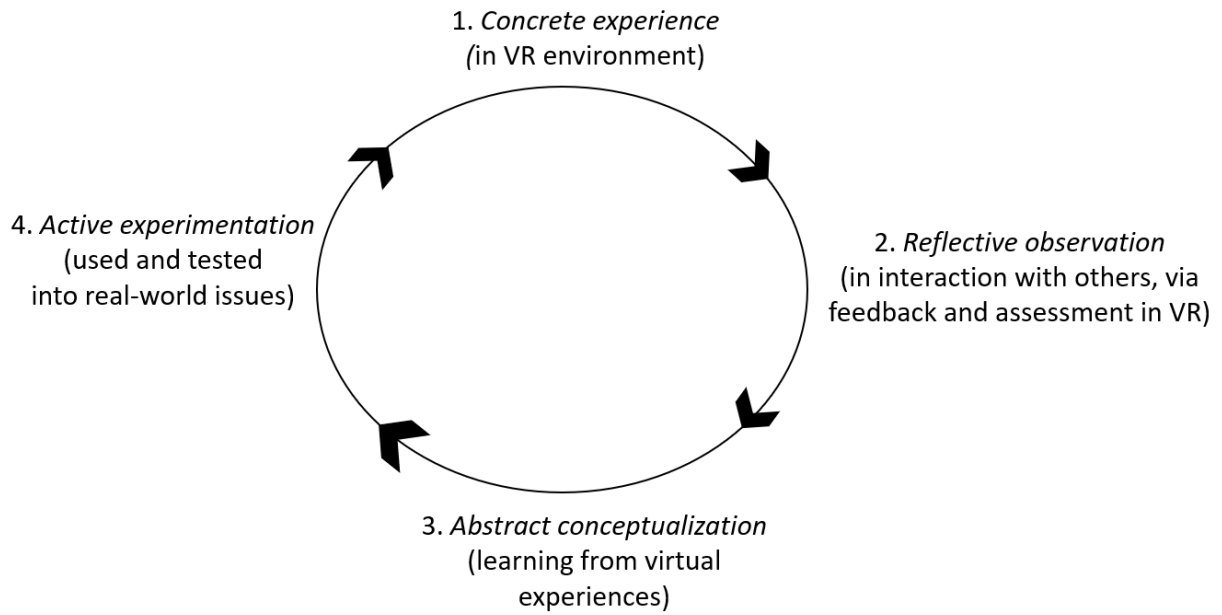 1. Concrete experience
(in VR environment)
2. Reflective observation
(in interaction with others, via
feedback and assessment in VR)
3. Abstract conceptualization
(learning from virtual
experiences)
4. Active experimentation
(used and tested
into real-world issues)